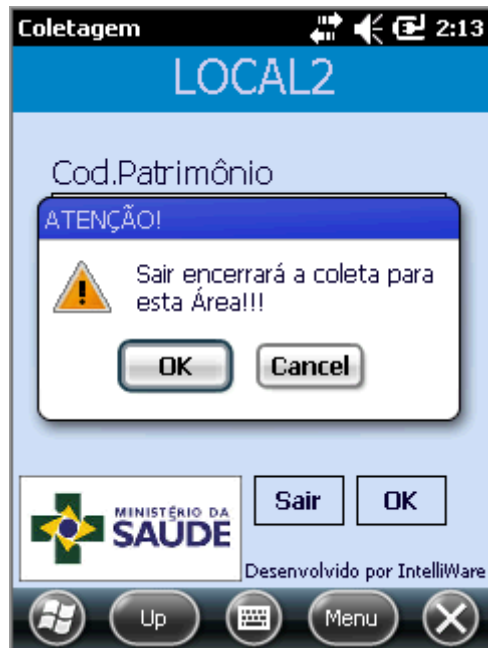 Coletagem 2:13
LOCAL2
Cod.Patrimônio
ATENÇÃO!
Sair encerrará a coleta para
esta Área!!!
OK Cancel
MINISTÉRIO DA
SAÚDE
Sair OK
Desenvolvido por IntelliWare
Up Menu